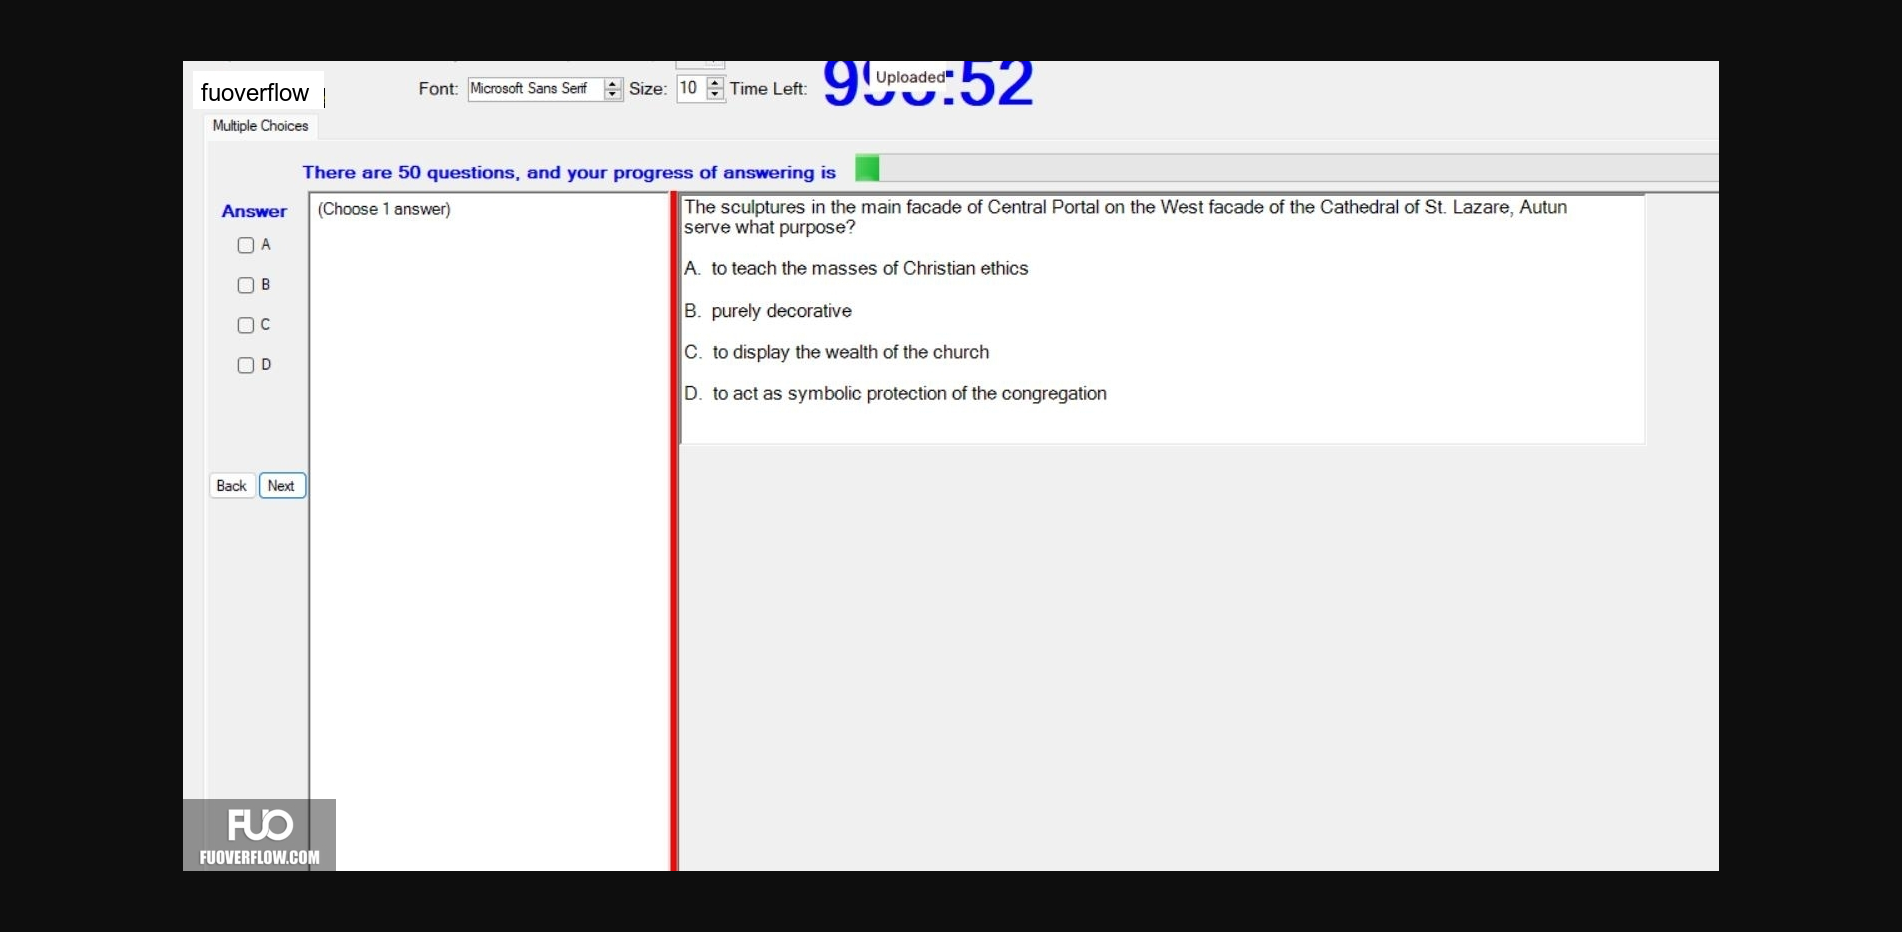 fuoverflow
Font: Microsoft Sans Serif Size: 10 Time Left: :52
Uploaded
Multiple Choices
There are 50 questions, and your progress of answering is
Answer
A
B
C
D
Back Next
(Choose 1 answer)
The sculptures in the main facade of Central Portal on the West facade of the Cathedral of St. Lazare, Autun
serve what purpose?
A. to teach the masses of Christian ethics
B. purely decorative
C. to display the wealth of the church
D. to act as symbolic protection of the congregation
FUO
FUOVERFLOW.COM